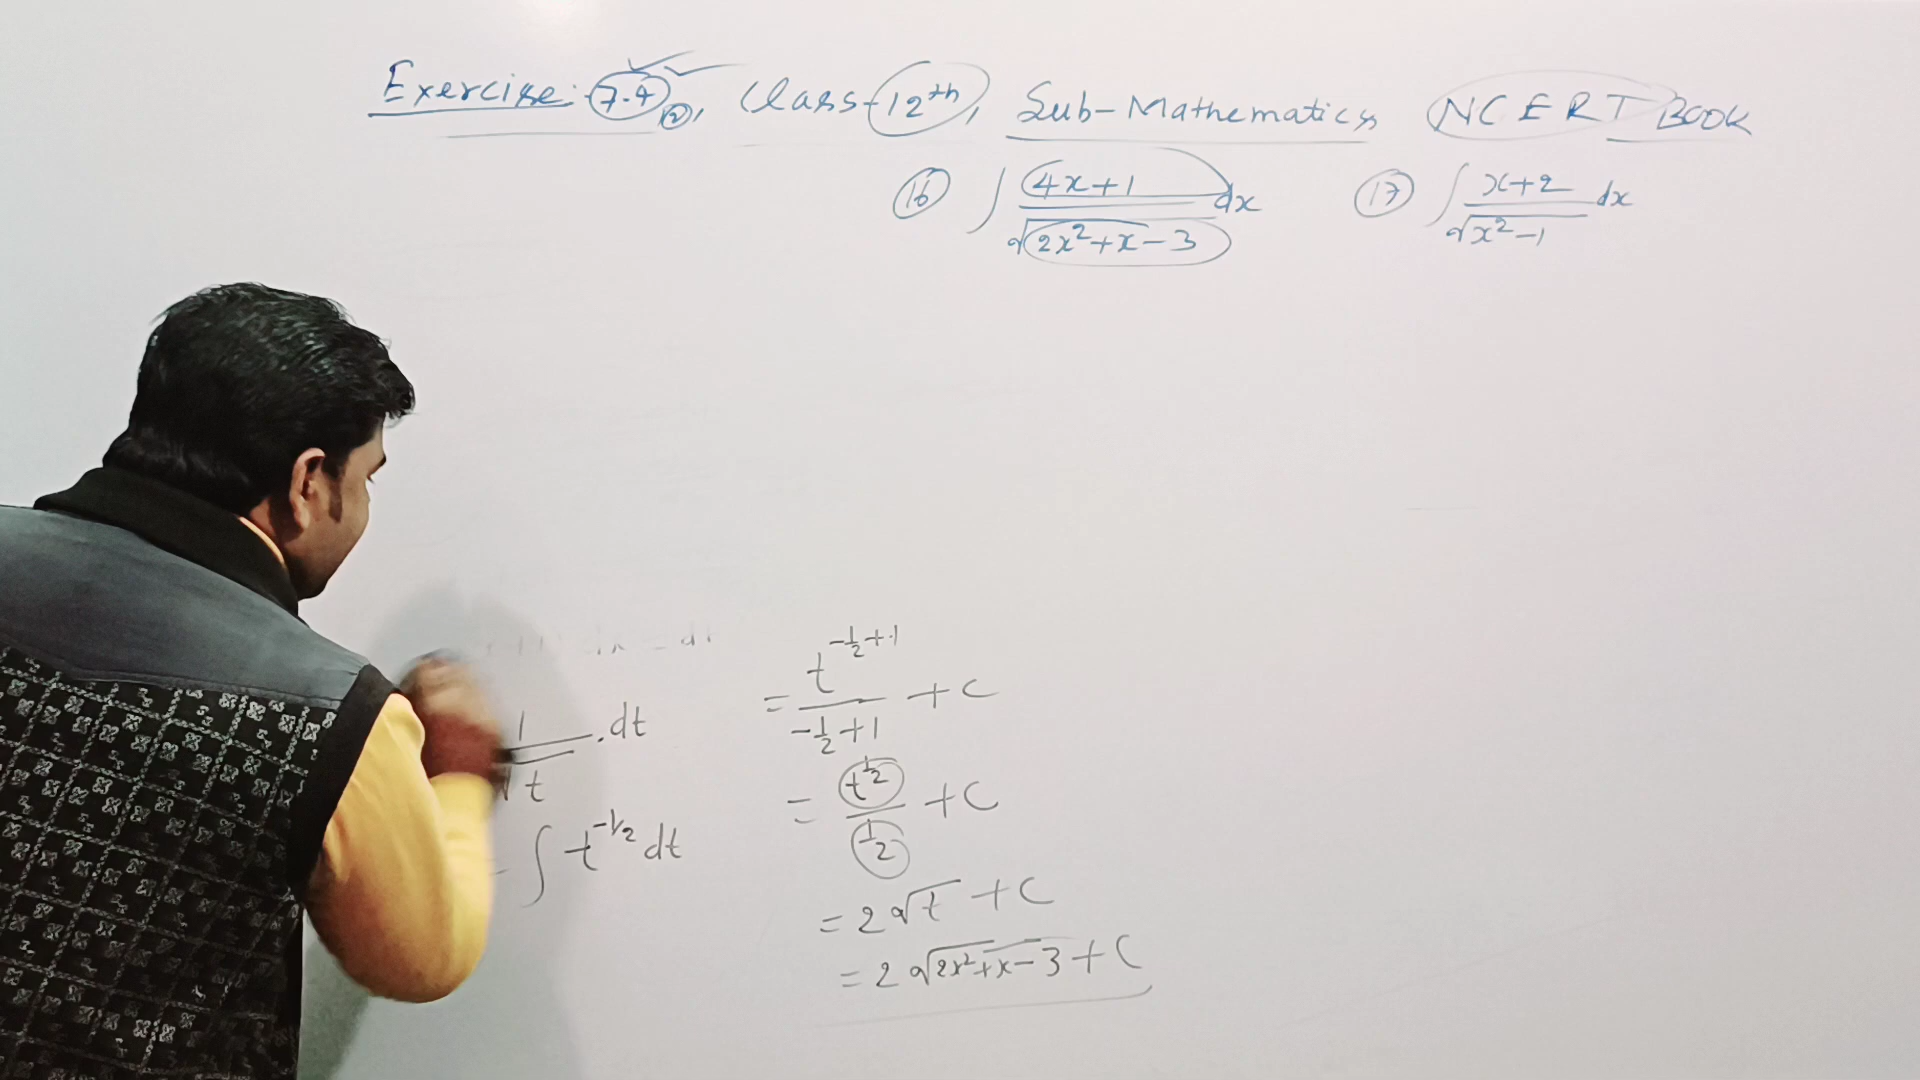 Exercise: 7.4 (2), Class-12th, Sub-Mathematics NCERT BOOK
(16) ∫ (4x+1)/√(2x²+x-3) dx (17) ∫ (x+2)/√(x²-1) dx
1/√t . dt
= ∫ t^(-1/2) dt
= t^(-1/2+1)/(-1/2+1) + C
= t^(1/2)/(1/2) + C
= 2√t + C
= 2√(2x²+x-3) + C